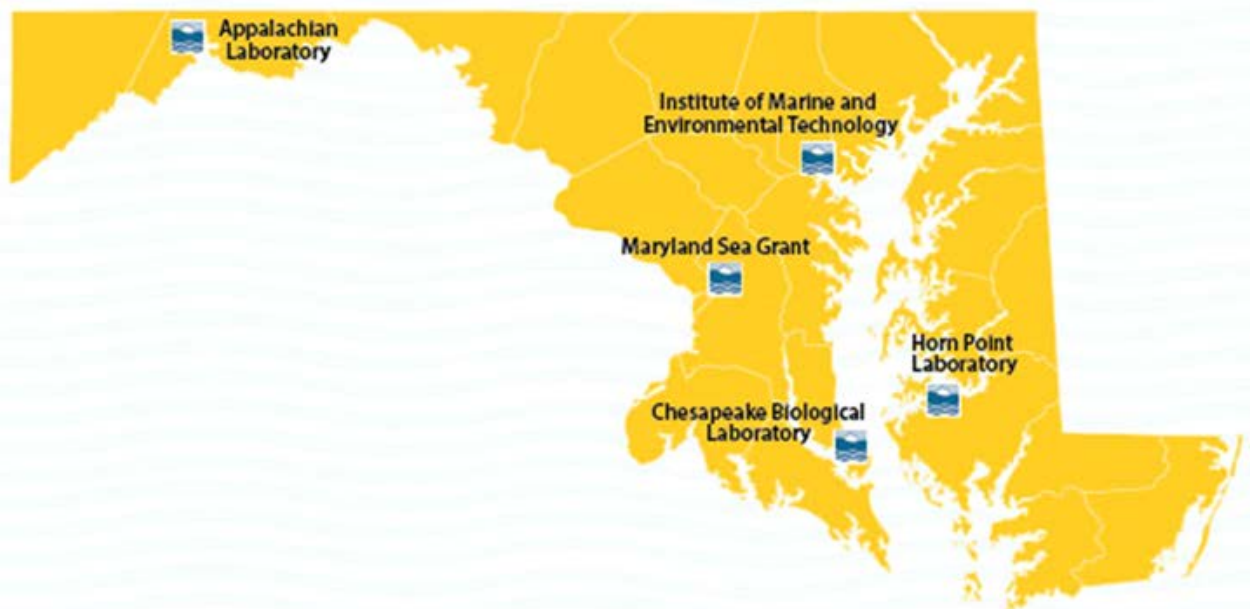 Appalachian
Laboratory
Institute of Marine and
Environmental Technology
Maryland Sea Grant
Horn Point
Laboratory
Chesapeake Biological
Laboratory